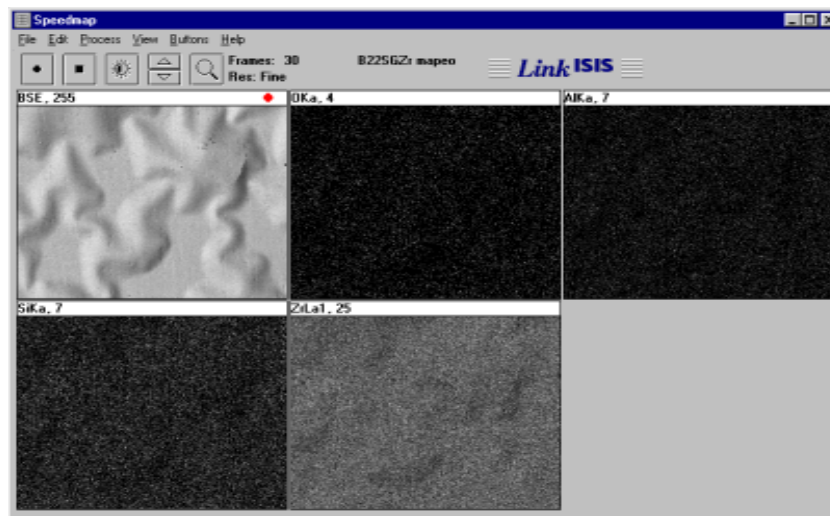 Speedmap
File Edit Process View Buttons Help
Frames: 30
Res: Fine
B22SGZr mapeo
Link ISIS
BSE, 255
OKa, 4
AlKa, 7
SiKa, 7
ZrLa1, 25